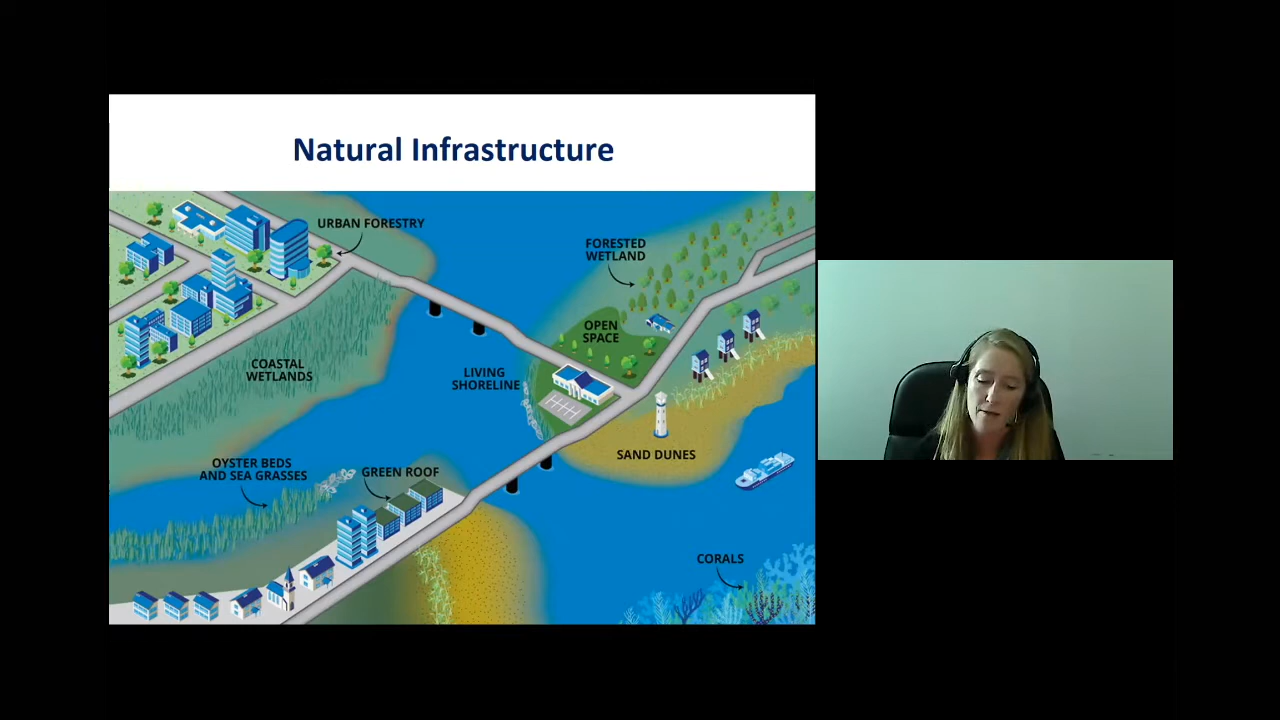 Natural Infrastructure
URBAN FORESTRY
FORESTED
WETLAND
OPEN
SPACE
COASTAL
WETLANDS
LIVING
SHORELINE
SAND DUNES
OYSTER BEDS
AND SEA GRASSES
GREEN ROOF
CORALS